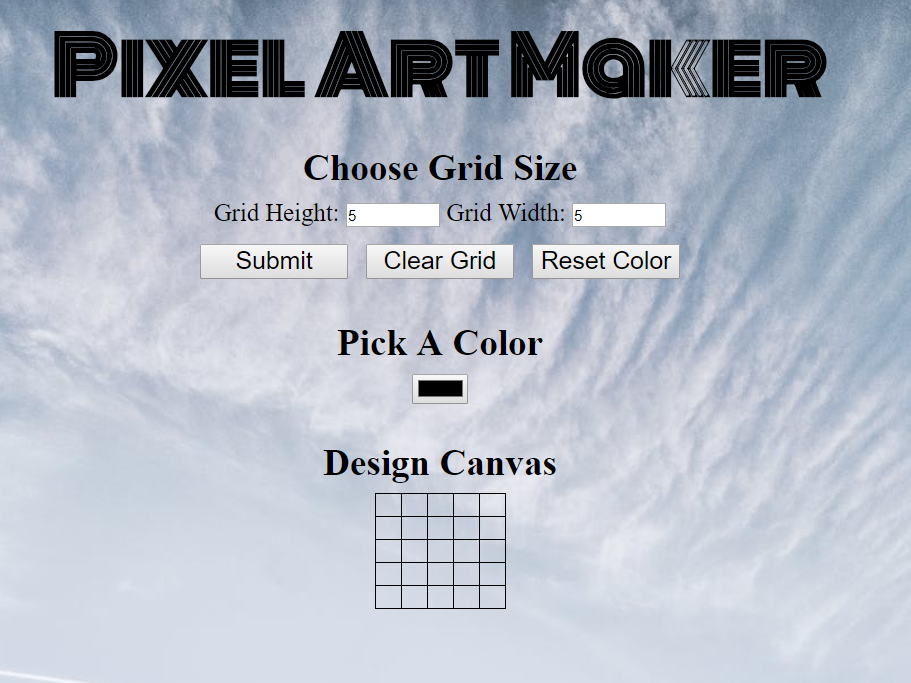 Pixel Art Maker
Choose Grid Size
Grid Height: 5 Grid Width: 5
Submit Clear Grid Reset Color
Pick A Color
Design Canvas